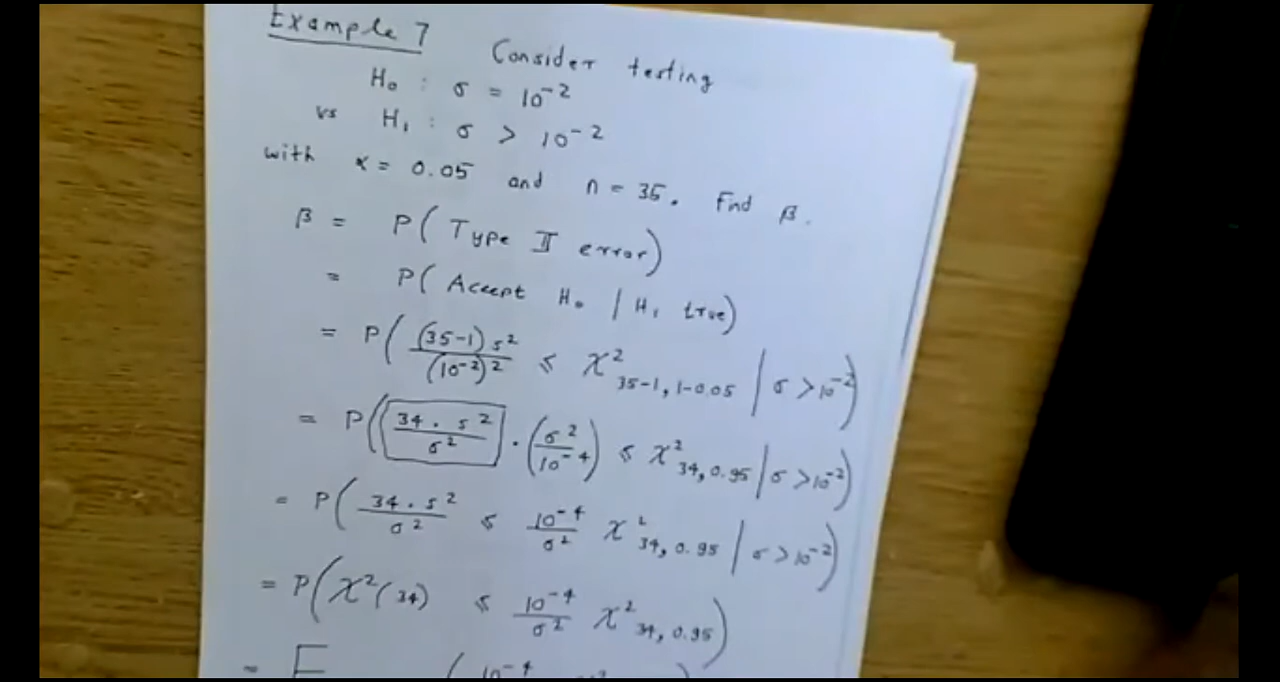 Example 7 Consider testing
H₀ : σ = 10⁻²
vs H₁ : σ > 10⁻²
with α = 0.05 and n = 35. Find β.
β = P( Type II error)
= P( Accept H₀ | H₁ true)
= P( (35-1) s² / (10⁻²)² ≤ χ²₃₅₋₁, ₁₋₀.₀₅ | σ > 10⁻²)
= P( (34 · s² / σ²) · (σ² / 10⁻⁴) ≤ χ²₃₄, ₀.₉₅ | σ > 10⁻²)
= P( 34 · s² / σ² ≤ 10⁻⁴ / σ² χ²₃₄, ₀.₉₅ | σ > 10⁻²)
= P( χ²(34) ≤ 10⁻⁴ / σ² χ²₃₄, ₀.₉₅)
= F ( 10⁻⁴